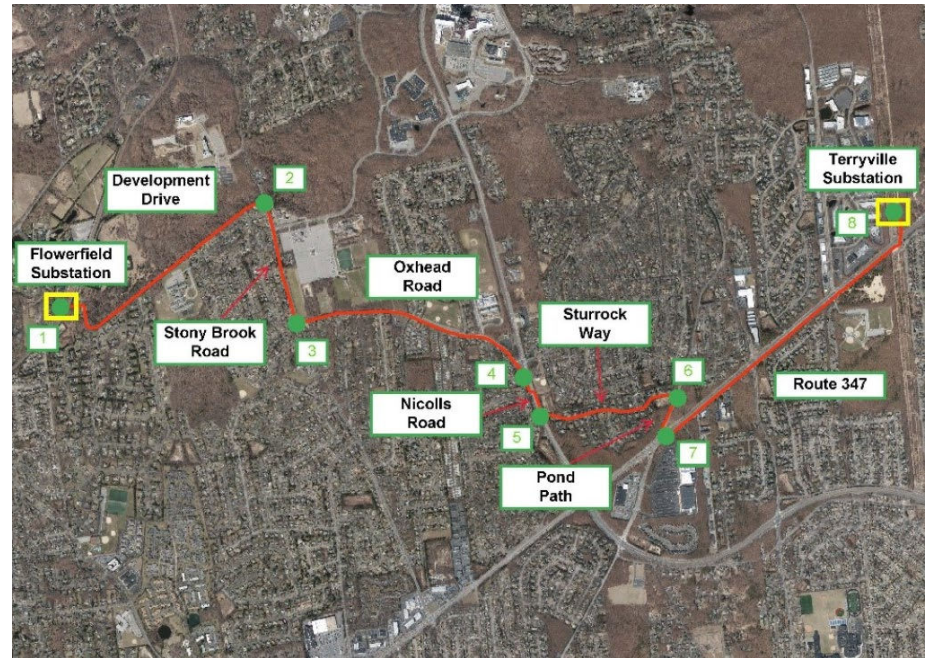 Development
Drive
2
Terryville
Substation
8
Flowerfield
Substation
1
Oxhead
Road
Stony Brook
Road
3
Sturrock
Way
4
6
Nicolls
Road
5
Route 347
7
Pond
Path